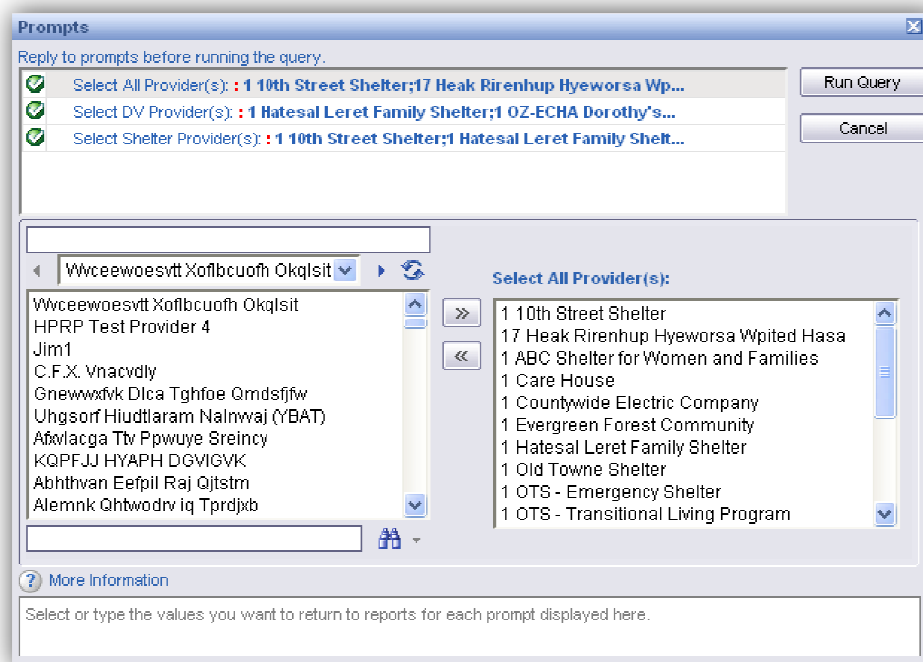 Prompts
Reply to prompts before running the query.
Select All Provider(s): : 1 10th Street Shelter;17 Heak Rirenhup Hyeworsa Wp...
Select DV Provider(s): : 1 Hatesal Leret Family Shelter;1 OZ-ECHA Dorothy's...
Select Shelter Provider(s): : 1 10th Street Shelter;1 Hatesal Leret Family Shelt...
Run Query
Cancel
Wvceewoesvtt Xoflbcuofh Okqlsit
Wvceewoesvtt Xoflbcuofh Okqlsit
HPRP Test Provider 4
Jim1
C.F.X. Vnacvdly
Gnewwxfvk Dlca Tghfoe Qmdsfjfw
Uhgsorf Hiudtlaram Nalnwaj (YBAT)
Afxvlacga Ttv Ppwuye Sreincy
KQPFJJ HYAPH DGVIGVK
Abhthvan Eefpil Raj Qjtstm
Alemnk Qhtwodrv iq Tprdjxb
Select All Provider(s):
1 10th Street Shelter
17 Heak Rirenhup Hyeworsa Wpited Hasa
1 ABC Shelter for Women and Families
1 Care House
1 Countywide Electric Company
1 Evergreen Forest Community
1 Hatesal Leret Family Shelter
1 Old Towne Shelter
1 OTS - Emergency Shelter
1 OTS - Transitional Living Program
More Information
Select or type the values you want to return to reports for each prompt displayed here.